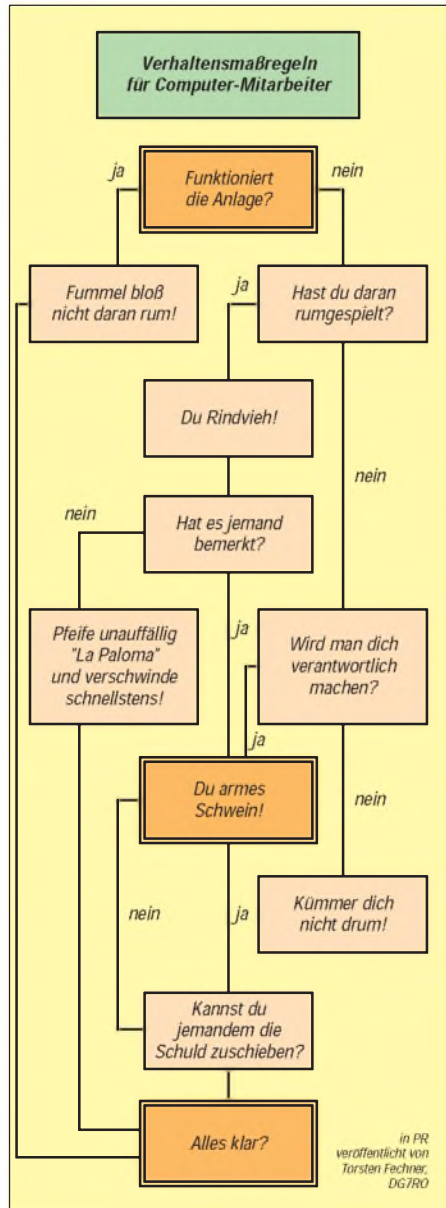 Verhaltensmaßregeln
für Computer-Mitarbeiter
ja
nein
Funktioniert
die Anlage?
Fummel bloß
nicht daran rum!
ja
Hast du daran
rumgespielt?
Du Rindvieh!
nein
nein
Hat es jemand
bemerkt?
Pfeife unauffällig
"La Paloma"
und verschwinde
schnellstens!
ja
Wird man dich
verantwortlich
machen?
ja
Du armes
Schwein!
nein
nein
ja
Kümmer dich
nicht drum!
Kannst du
jemandem die
Schuld zuschieben?
Alles klar?
in PR
veröffentlicht von
Torsten Fechner,
DG7RO